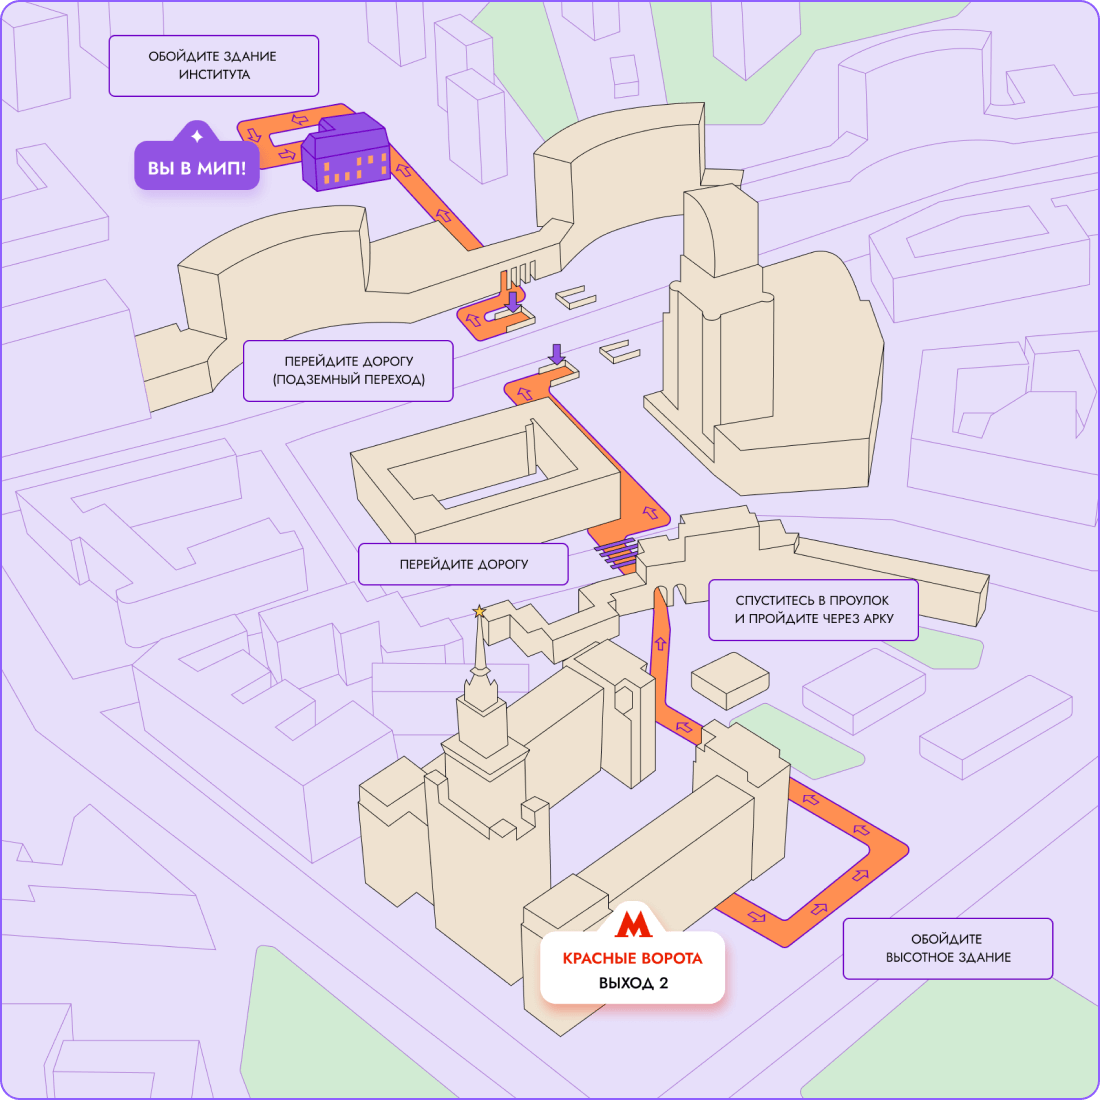 ОБОЙДИТЕ ЗДАНИЕ
ИНСТИТУТА
ВЫ В МИП!
ПЕРЕЙДИТЕ ДОРОГУ
(ПОДЗЕМНЫЙ ПЕРЕХОД)
ПЕРЕЙДИТЕ ДОРОГУ
СПУСТИТЕСЬ В ПРОУЛОК
И ПРОЙДИТЕ ЧЕРЕЗ АРКУ
ОБОЙДИТЕ
ВЫСОТНОЕ ЗДАНИЕ
М
КРАСНЫЕ ВОРОТА
ВЫХОД 2